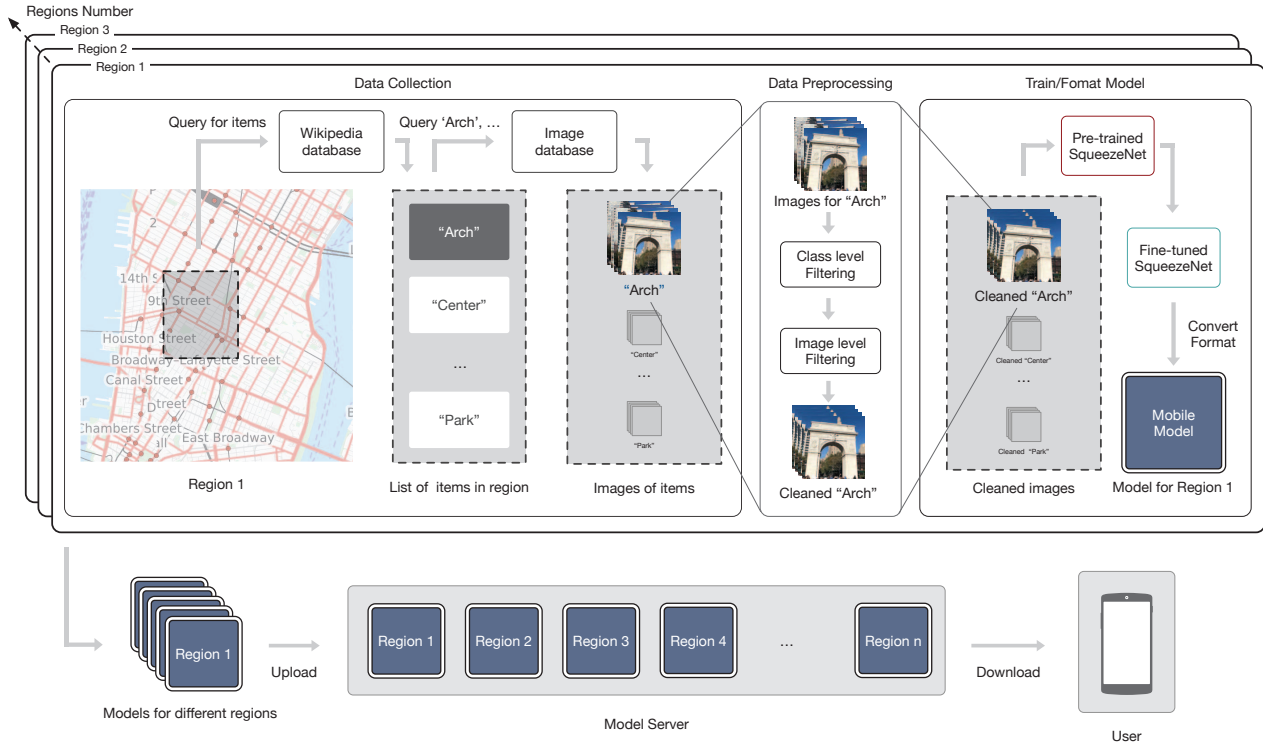 Regions Number
Region 3
Region 2
Region 1
Data Collection
Data Preprocessing
Train/Fomat Model
Query for items
Wikipedia
database
Query ‘Arch’, ...
Image
database
2
14th S
9th Street
Houston Street
Broadway-Lafayette Street
Canal Street
Dtreet
Chambers Street
all
East Broadway
Region 1
“Arch”
“Center”
...
“Park”
List of items in region
“Arch”
“Center”
...
“Park”
Images of items
Images for “Arch”
Class level
Filtering
Image level
Filtering
Cleaned “Arch”
Pre-trained
SqueezeNet
Fine-tuned
SqueezeNet
Convert
Format
Mobile
Model
Model for Region 1
Cleaned “Arch”
Cleaned “Center”
...
Cleaned “Park”
Cleaned images
Region 1
Models for different regions
Upload
Region 1
Region 2
Region 3
Region 4
...
Region n
Model Server
Download
User